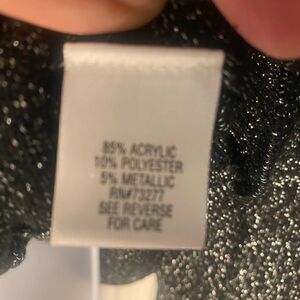 85% ACRYLIC
10% POLYESTER
5% METALLIC
RN#73277
SEE REVERSE
FOR CARE